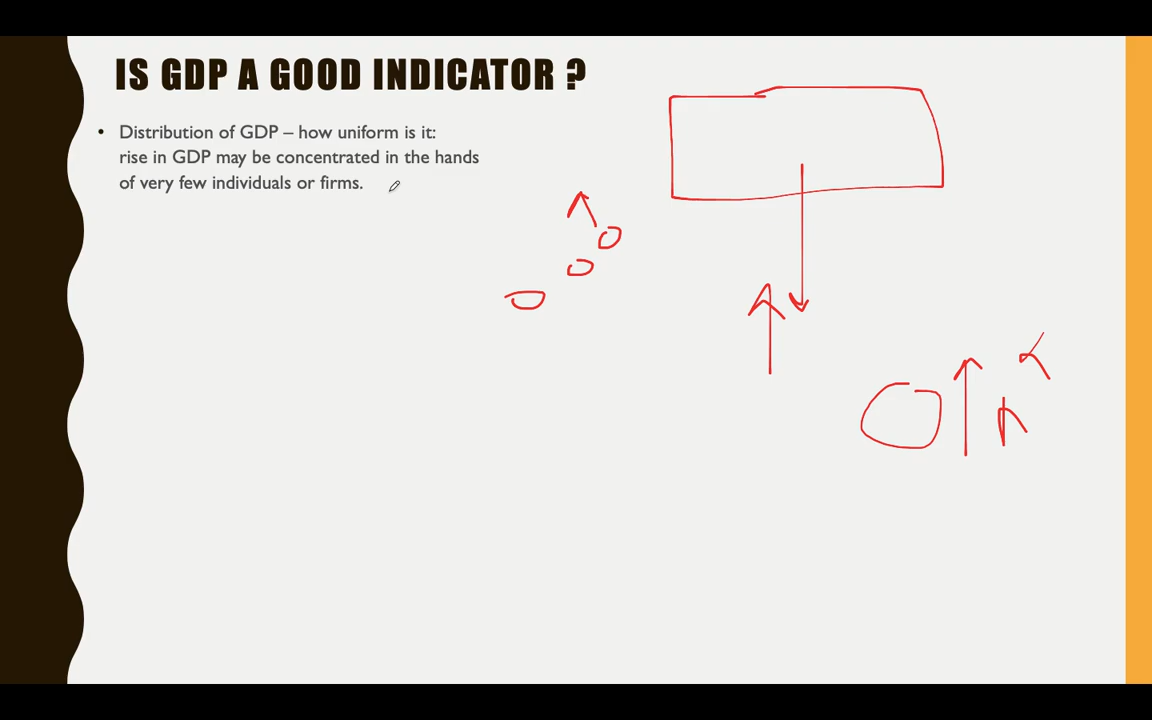 IS GDP A GOOD INDICATOR ?
• Distribution of GDP – how uniform is it:
rise in GDP may be concentrated in the hands
of very few individuals or firms.